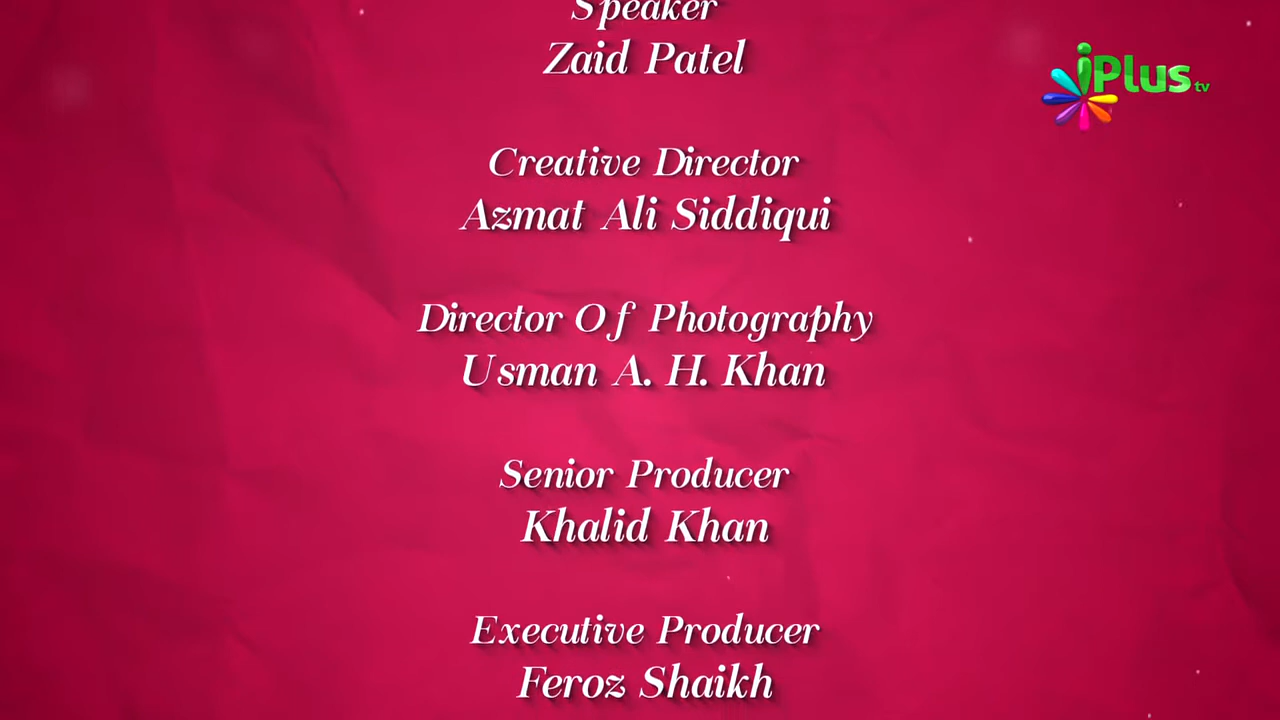 Speaker
Zaid Patel
iPlus tv
Creative Director
Azmat Ali Siddiqui
Director Of Photography
Usman A. H. Khan
Senior Producer
Khalid Khan
Executive Producer
Feroz Shaikh